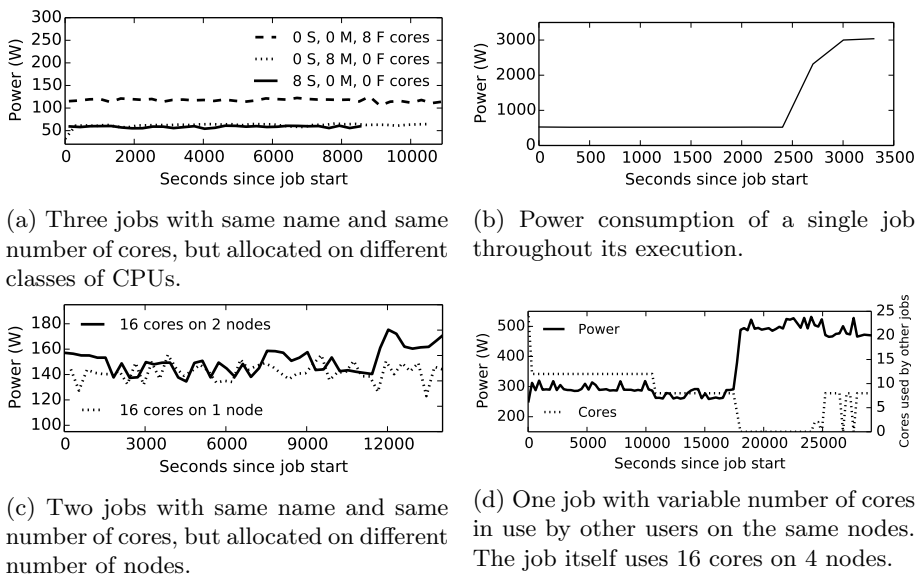 300
250
200
150
100
50
Power (W)
0 S, 0 M, 8 F cores
0 S, 8 M, 0 F cores
8 S, 0 M, 0 F cores
0 2000 4000 6000 8000 10000
Seconds since job start
(a) Three jobs with same name and same
number of cores, but allocated on different
classes of CPUs.
3000
2000
1000
0
Power (W)
0 500 1000 1500 2000 2500 3000 3500
Seconds since job start
(b) Power consumption of a single job
throughout its execution.
180
160
140
120
100
Power (W)
16 cores on 2 nodes
16 cores on 1 node
0 3000 6000 9000 12000
Seconds since job start
(c) Two jobs with same name and same
number of cores, but allocated on different
number of nodes.
500
400
300
200
Power (W)
Power
Cores
25
20
15
10
5
0
Cores used by other jobs
0 5000 10000 15000 20000 25000
Seconds since job start
(d) One job with variable number of cores
in use by other users on the same nodes.
The job itself uses 16 cores on 4 nodes.